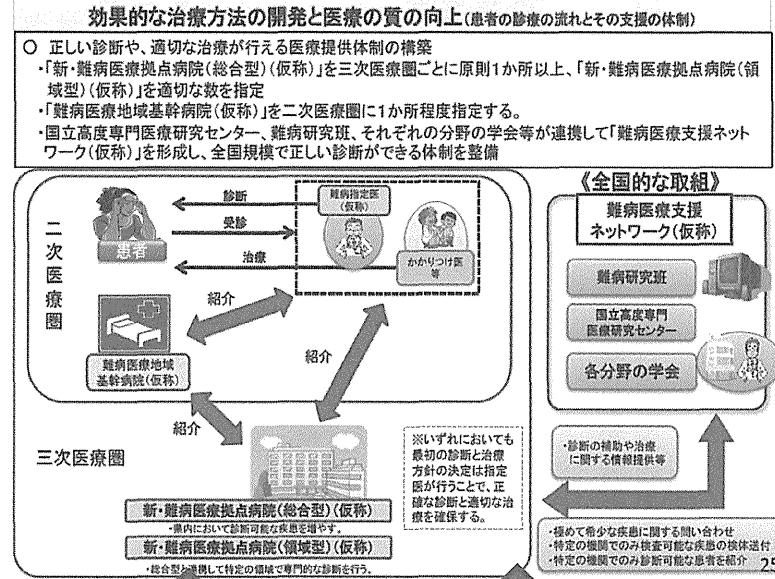 効果的な治療方法の開発と医療の質の向上(患者の診療の流れとその支援の体制)
○ 正しい診断や、適切な治療が行える医療提供体制の構築
・「新・難病医療拠点病院(総合型)(仮称)」を三次医療圏ごとに原則1か所以上、「新・難病医療拠点病院(領
域型)(仮称)」を適切な数を指定
・「難病医療地域基幹病院(仮称)」を二次医療圏に1か所程度指定する。
・国立高度専門医療研究センター、難病研究班、それぞれの分野の学会等が連携して「難病医療支援ネット
ワーク(仮称)」を形成し、全国規模で正しい診断ができる体制を整備
二次医療圏
患者
診断
受診
治療
難病指定医
(仮称)
かかりつけ医
等
紹介
難病医療地域
基幹病院(仮称)
紹介
紹介
三次医療圏
新・難病医療拠点病院(総合型)(仮称)
・県内において診断可能な疾患を増やす。
新・難病医療拠点病院(領域型)(仮称)
・総合型と連携して特定の領域で専門的な診断を行う。
※いずれにおいても
最初の診断と治療
方針の決定は指定
医が行うことで、正
確な診断と適切な治
療を確保する。
《全国的な取組》
難病医療支援
ネットワーク(仮称)
難病研究班
国立高度専門
医療研究センター
各分野の学会
・診断の補助や治療
に関する情報提供等
・極めて希少な疾患に関する問い合わせ
・特定の機関でのみ検査可能な疾患の検体送付
・特定の機関でのみ診断可能な患者を紹介
25